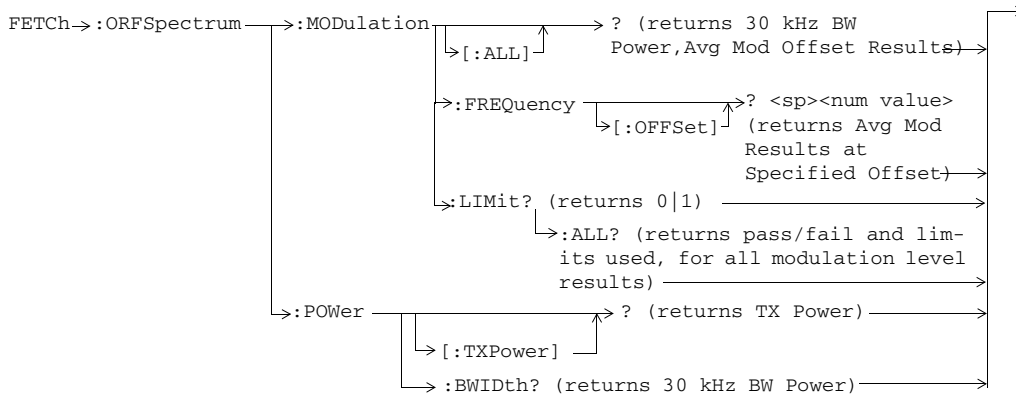 FETCh :ORFSpectrum :MODulation ? (returns 30 kHz BW
[:ALL] Power,Avg Mod Offset Results)
:FREQuency ? <sp><num value>
[:OFFSet] (returns Avg Mod
Results at
Specified Offset)
:LIMit? (returns 0|1)
:ALL? (returns pass/fail and lim-
its used, for all modulation level
results)
:POWer ? (returns TX Power)
[:TXPower]
:BWIDth? (returns 30 kHz BW Power)